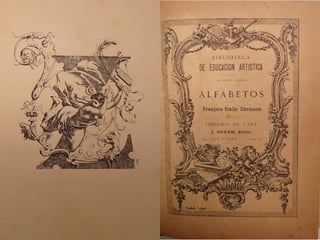 BIBLIOTECA
DE EDUCACION ARTISTICA
ALFABETOS
François Emile Ehrmann
LIBRAIRIE DE L'ART
J. ROUAM, Editor